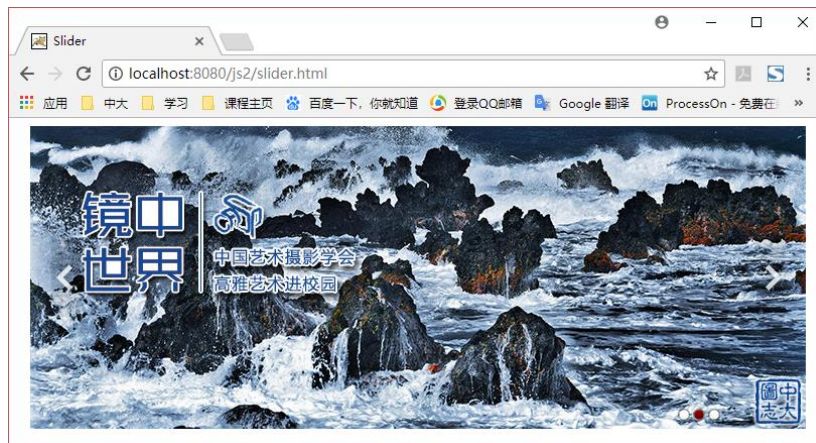 Slider
localhost:8080/js2/slider.html
应用 中大 学习 课程主页 百度一下，你就知道 登录QQ邮箱 Google 翻译 On ProcessOn - 免费在 »
镜中
世界
中国艺术摄影学会
高雅艺术进校园
中大
圖志